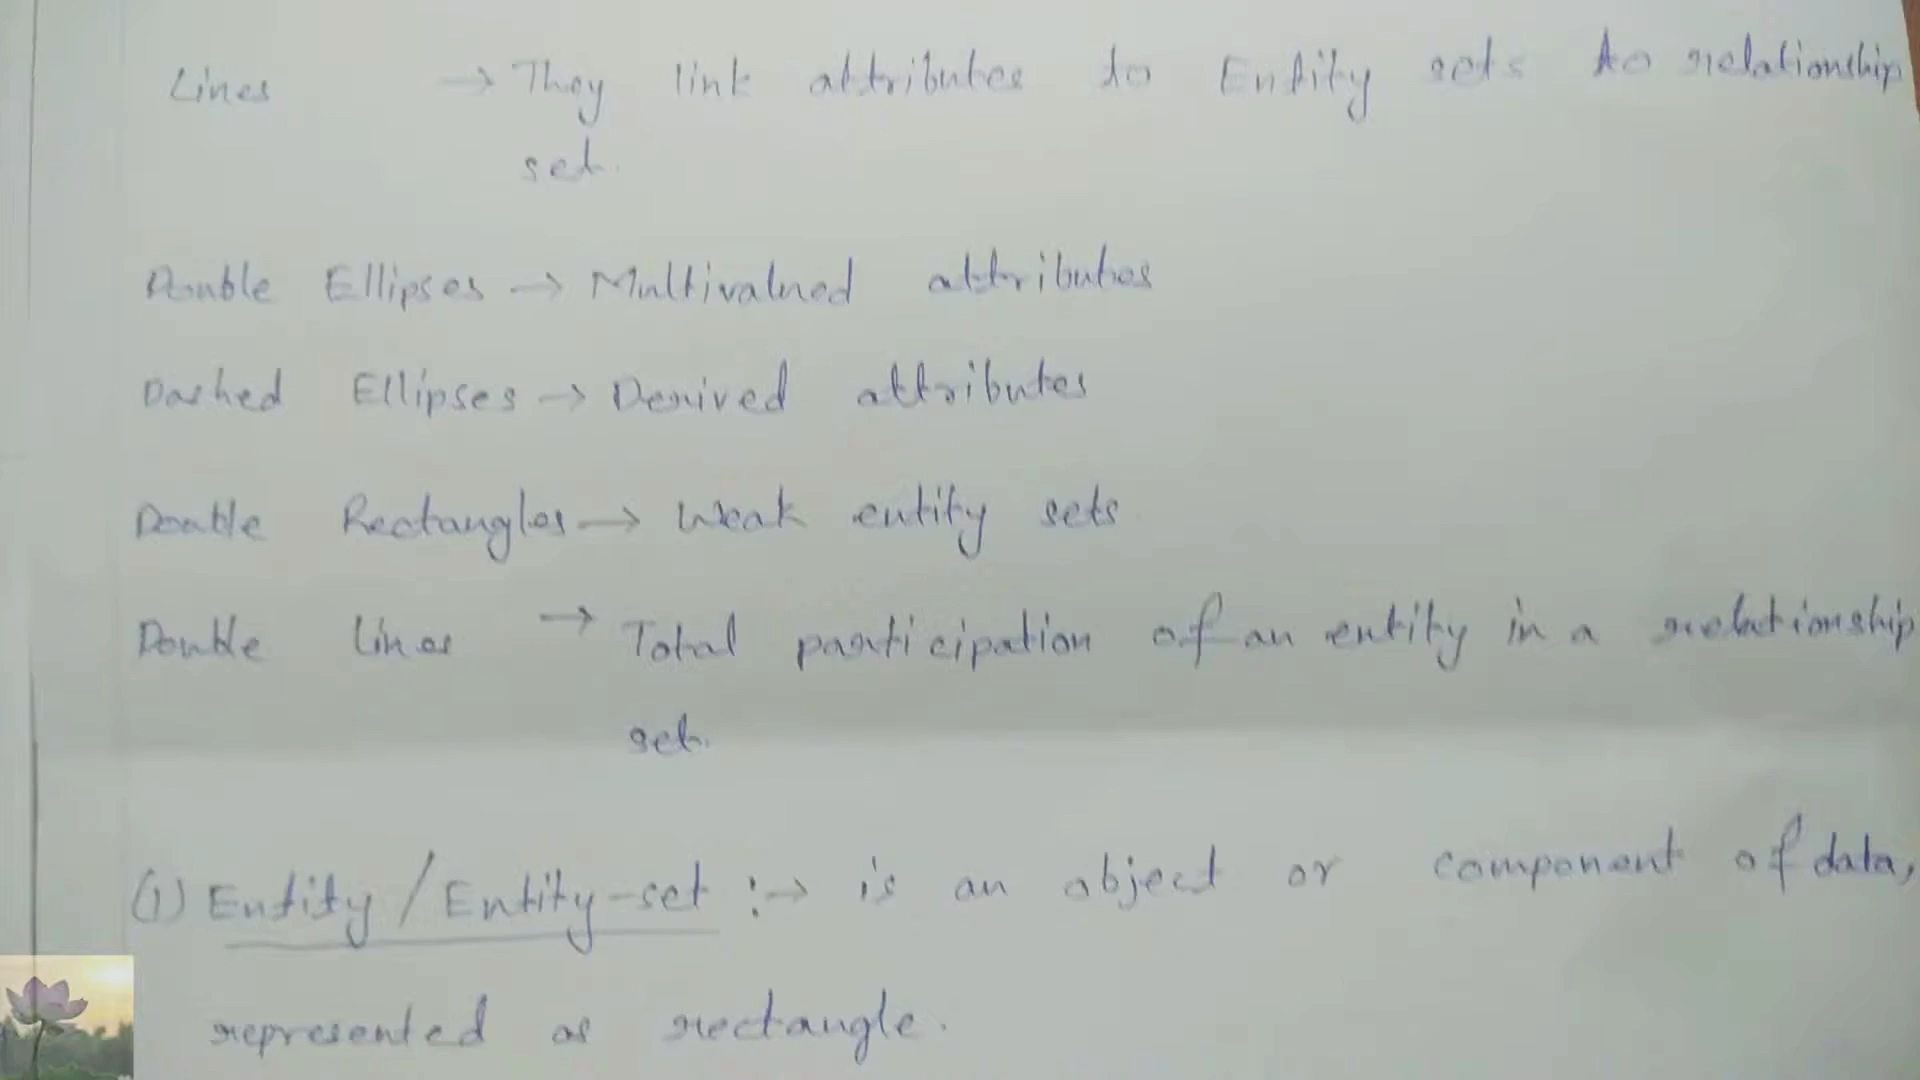 Lines → They link attributes to Entity sets to relationship
set.
Double Ellipses → Multivalued attributes
Dashed Ellipses → Derived attributes
Double Rectangles → Weak entity sets
Double Lines → Total participation of an entity in a relationship
set.
(1) Entity / Entity-set :→ is an object or component of data,
represented as rectangle.